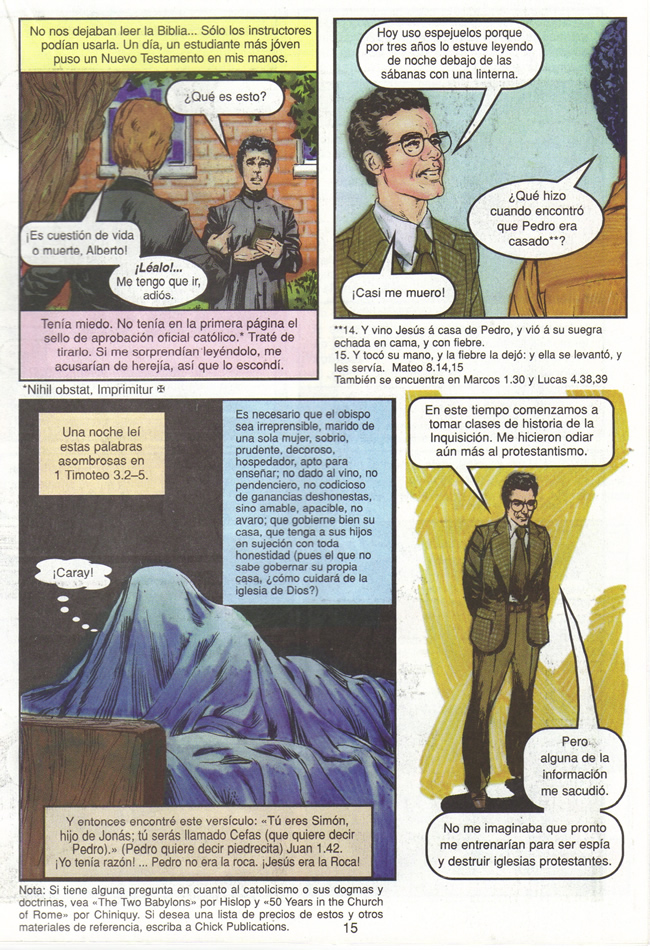 No nos dejaban leer la Biblia... Sólo los instructores
podían usarla. Un día, un estudiante más jóven
puso un Nuevo Testamento en mis manos.
¿Qué es esto?
¡Es cuestión de vida
o muerte, Alberto!
¡Léalo!...
Me tengo que ir,
adiós.
Tenía miedo. No tenía en la primera página el
sello de aprobación oficial católico.* Traté de
tirarlo. Si me sorprendían leyéndolo, me
acusarían de herejía, así que lo escondí.
*Nihil obstat, Imprimitur ✠
Hoy uso espejuelos porque
por tres años lo estuve leyendo
de noche debajo de las
sábanas con una linterna.
¿Qué hizo
cuando encontró
que Pedro era
casado**?
¡Casi me muero!
**14. Y vino Jesús á casa de Pedro, y vió á su suegra
echada en cama, y con fiebre.
15. Y tocó su mano, y la fiebre la dejó: y ella se levantó, y
les servía. Mateo 8.14,15
También se encuentra en Marcos 1.30 y Lucas 4.38,39
Una noche leí
estas palabras
asombrosas en
1 Timoteo 3.2–5.
Es necesario que el obispo
sea irreprensible, marido de
una sola mujer, sobrio,
prudente, decoroso,
hospedador, apto para
enseñar; no dado al vino, no
pendenciero, no codicioso
de ganancias deshonestas,
sino amable, apacible, no
avaro; que gobierne bien su
casa, que tenga a sus hijos
en sujeción con toda
honestidad (pues el que no
sabe gobernar su propia
casa, ¿cómo cuidará de la
iglesia de Dios?)
¡Caray!
Y entonces encontré este versículo: «Tú eres Simón,
hijo de Jonás; tú serás llamado Cefas (que quiere decir
Pedro).» (Pedro quiere decir piedrecita) Juan 1.42.
¡Yo tenía razón! ... Pedro no era la roca. ¡Jesús era la Roca!
En este tiempo comenzamos a
tomar clases de historia de la
Inquisición. Me hicieron odiar
aún más al protestantismo.
Pero
alguna de la
información
me sacudió.
No me imaginaba que pronto
me entrenarían para ser espía
y destruir iglesias protestantes.
Nota: Si tiene alguna pregunta en cuanto al catolicismo o sus dogmas y
doctrinas, vea «The Two Babylons» por Hislop y «50 Years in the Church
of Rome» por Chiniquy. Si desea una lista de precios de estos y otros
materiales de referencia, escriba a Chick Publications.
15